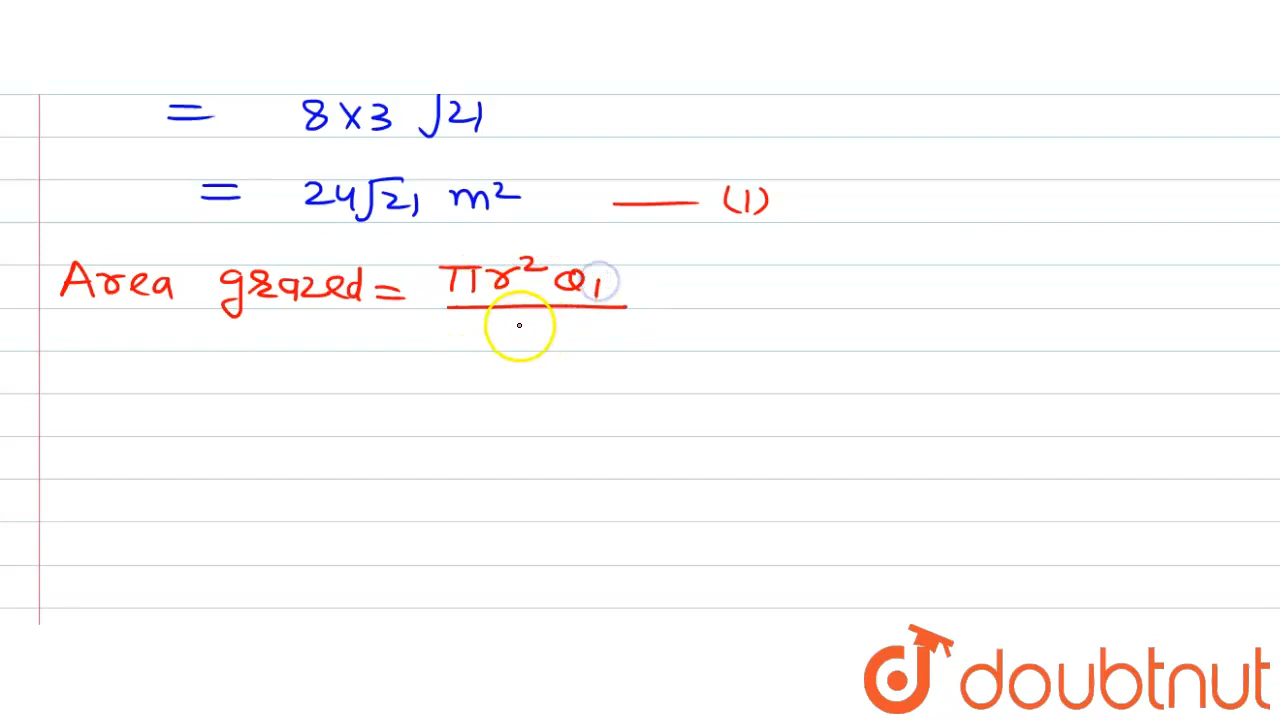 = 8 × 3 √21
= 24√21 m² —— (1)
Area grazed = πr²θ₁
doubtnut